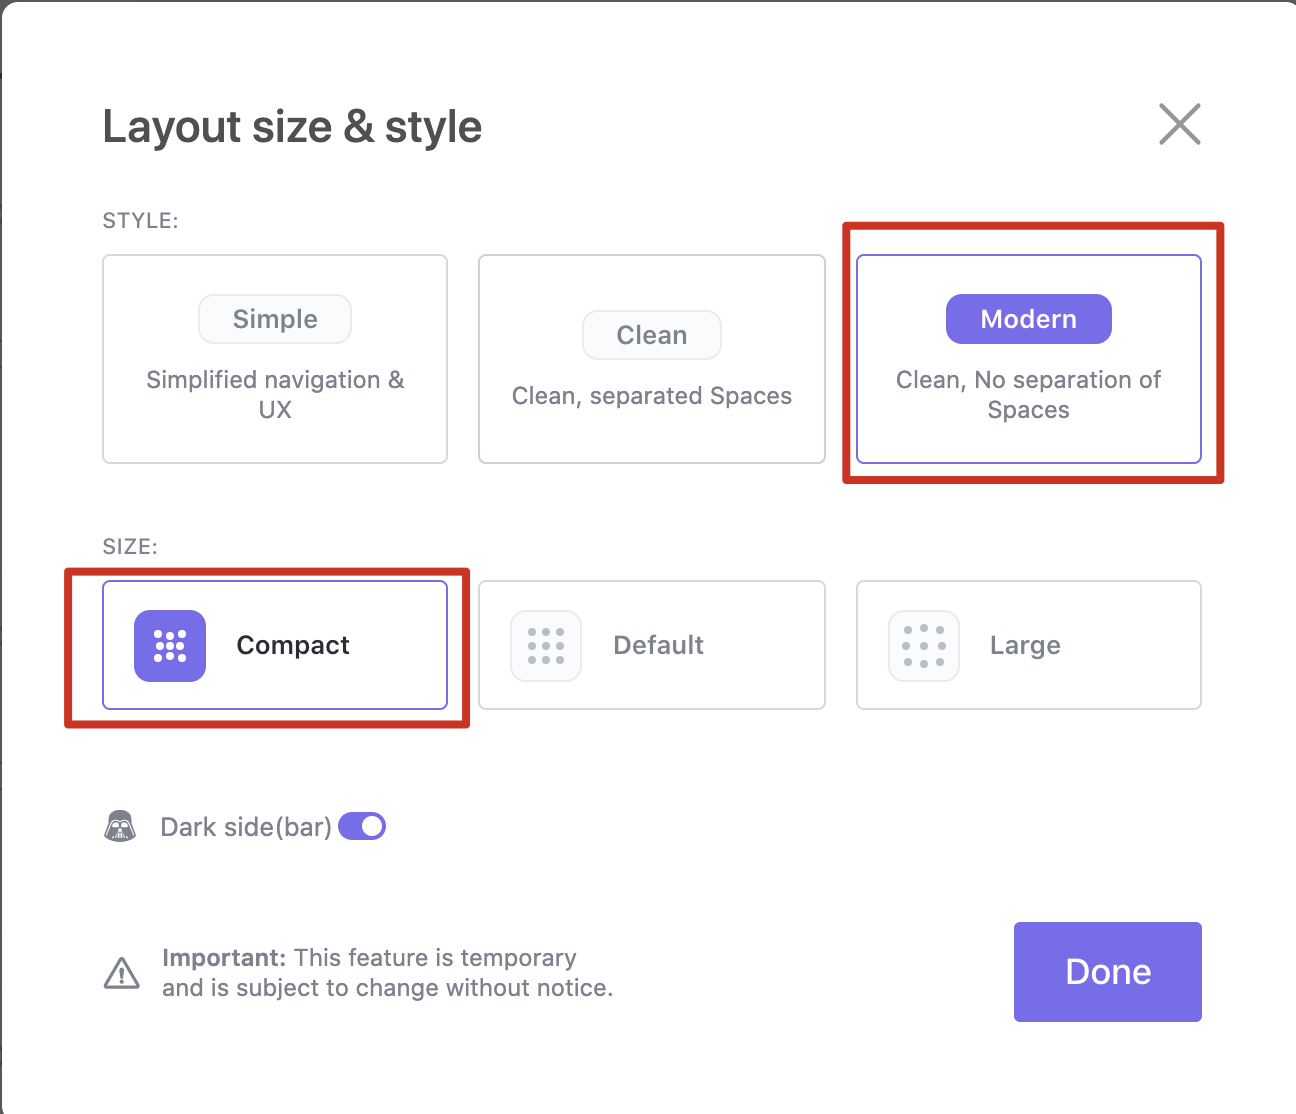 Layout size & style
STYLE:
Simple
Simplified navigation &
UX
Clean
Clean, separated Spaces
Modern
Clean, No separation of
Spaces
SIZE:
Compact
Default
Large
Dark side(bar)
Important: This feature is temporary
and is subject to change without notice.
Done